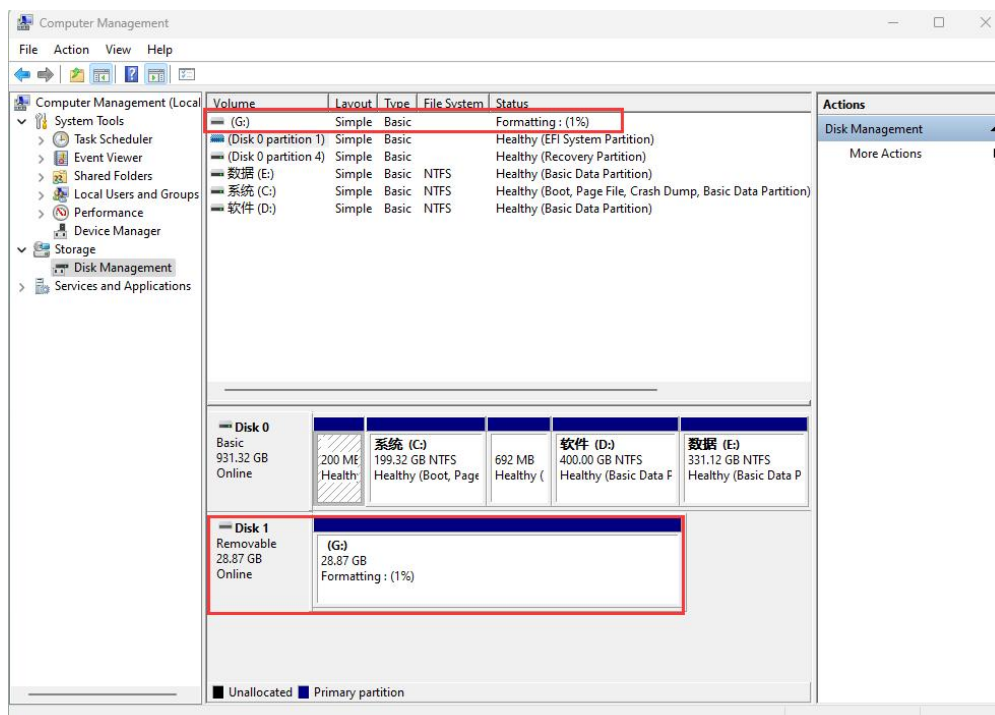 Computer Management
File Action View Help
Computer Management (Local
System Tools
Task Scheduler
Event Viewer
Shared Folders
Local Users and Groups
Performance
Device Manager
Storage
Disk Management
Services and Applications
Volume Layout Type File System Status
(G:) Simple Basic Formatting : (1%)
(Disk 0 partition 1) Simple Basic Healthy (EFI System Partition)
(Disk 0 partition 4) Simple Basic Healthy (Recovery Partition)
数据 (E:) Simple Basic NTFS Healthy (Basic Data Partition)
系统 (C:) Simple Basic NTFS Healthy (Boot, Page File, Crash Dump, Basic Data Partition)
软件 (D:) Simple Basic NTFS Healthy (Basic Data Partition)
Disk 0
Basic
931.32 GB
Online
200 ME
Health
系统 (C:)
199.32 GB NTFS
Healthy (Boot, Page
692 MB
Healthy (
软件 (D:)
400.00 GB NTFS
Healthy (Basic Data F
数据 (E:)
331.12 GB NTFS
Healthy (Basic Data P
Disk 1
Removable
28.87 GB
Online
(G:)
28.87 GB
Formatting : (1%)
Unallocated Primary partition
Actions
Disk Management
More Actions